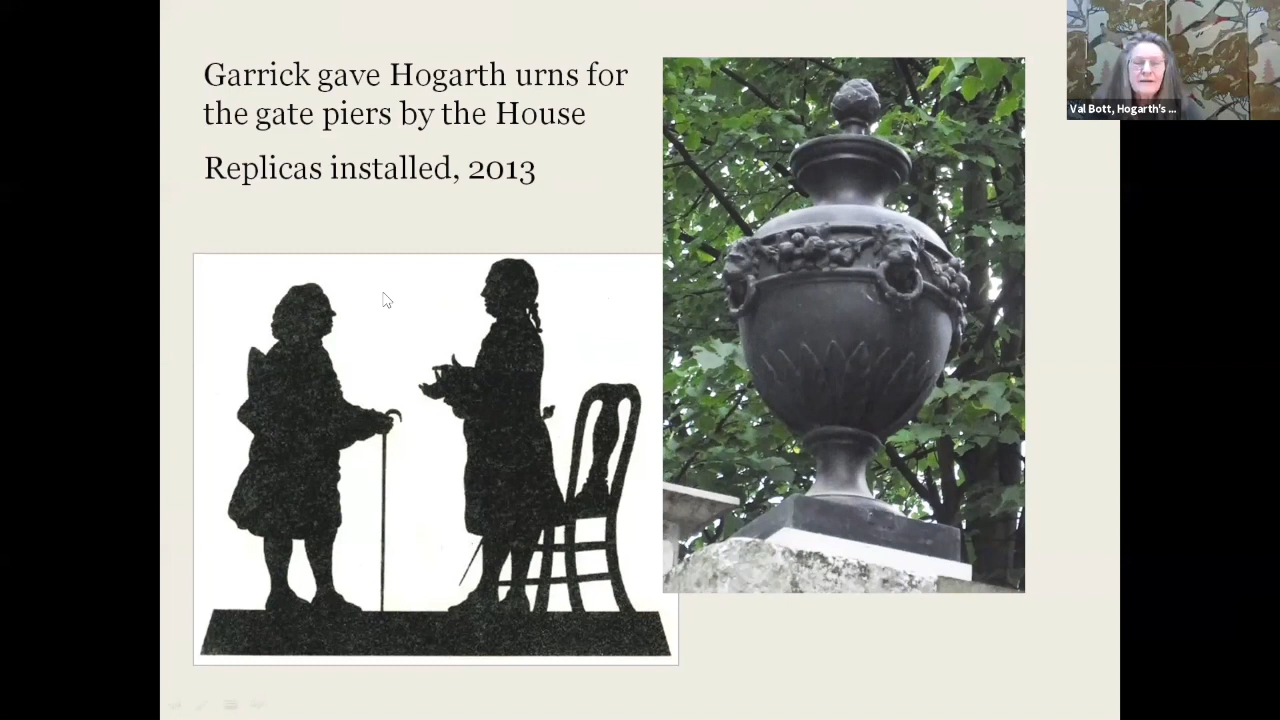 Garrick gave Hogarth urns for
the gate piers by the House
Replicas installed, 2013
Val Bott, Hogarth's ...